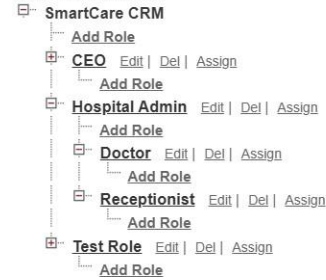 SmartCare CRM
Add Role
CEO Edit | Del | Assign
Add Role
Hospital Admin Edit | Del | Assign
Add Role
Doctor Edit | Del | Assign
Add Role
Receptionist Edit | Del | Assign
Add Role
Test Role Edit | Del | Assign
Add Role